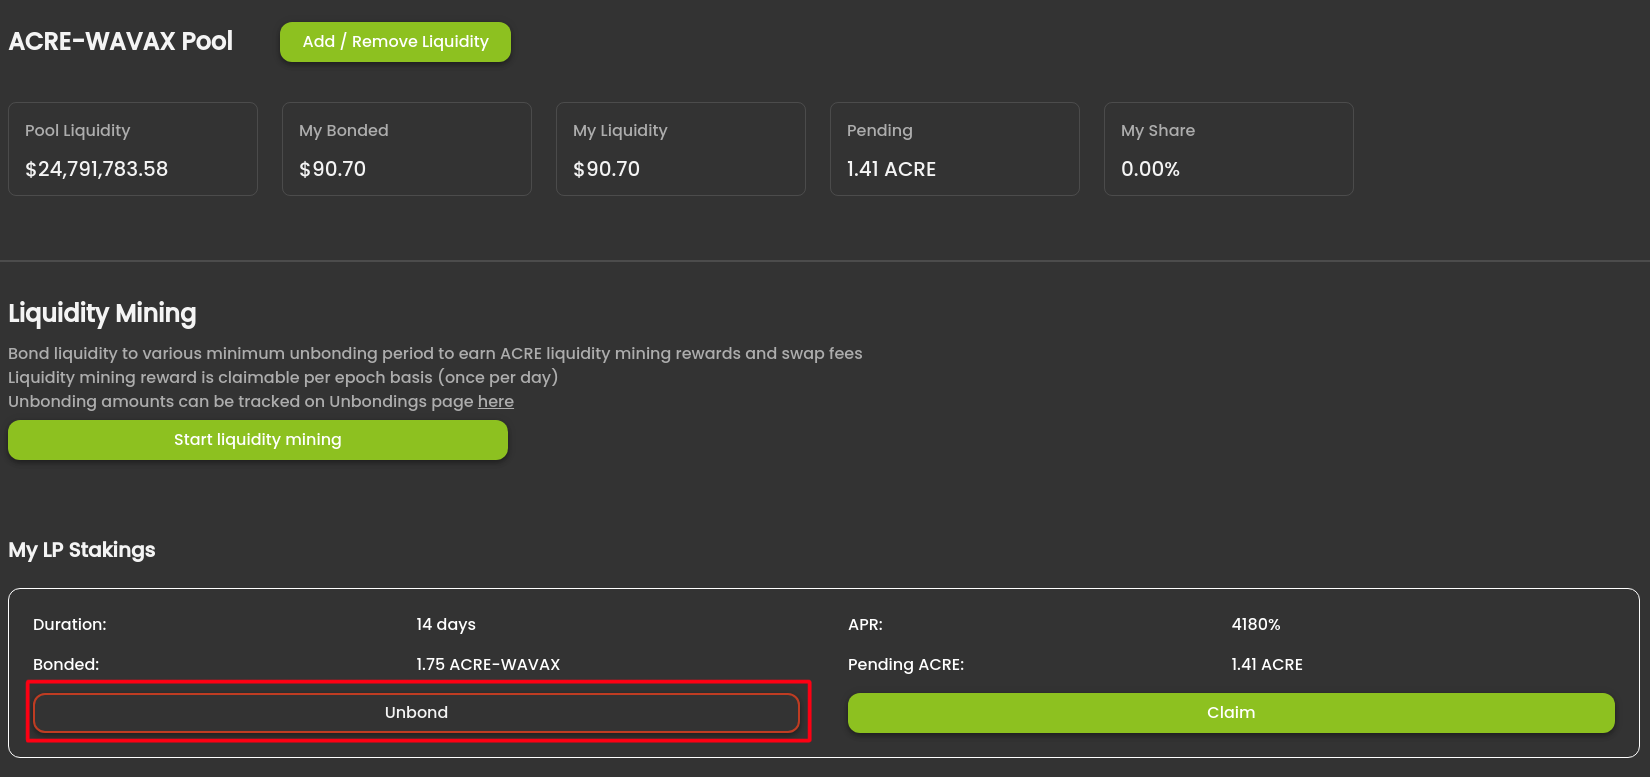 ACRE-WAVAX Pool
Add / Remove Liquidity
Pool Liquidity
$24,791,783.58
My Bonded
$90.70
My Liquidity
$90.70
Pending
1.41 ACRE
My Share
0.00%
Liquidity Mining
Bond liquidity to various minimum unbonding period to earn ACRE liquidity mining rewards and swap fees
Liquidity mining reward is claimable per epoch basis (once per day)
Unbonding amounts can be tracked on Unbondings page here
Start liquidity mining
My LP Stakings
Duration: 14 days
APR: 4180%
Bonded: 1.75 ACRE-WAVAX
Pending ACRE: 1.41 ACRE
Unbond
Claim